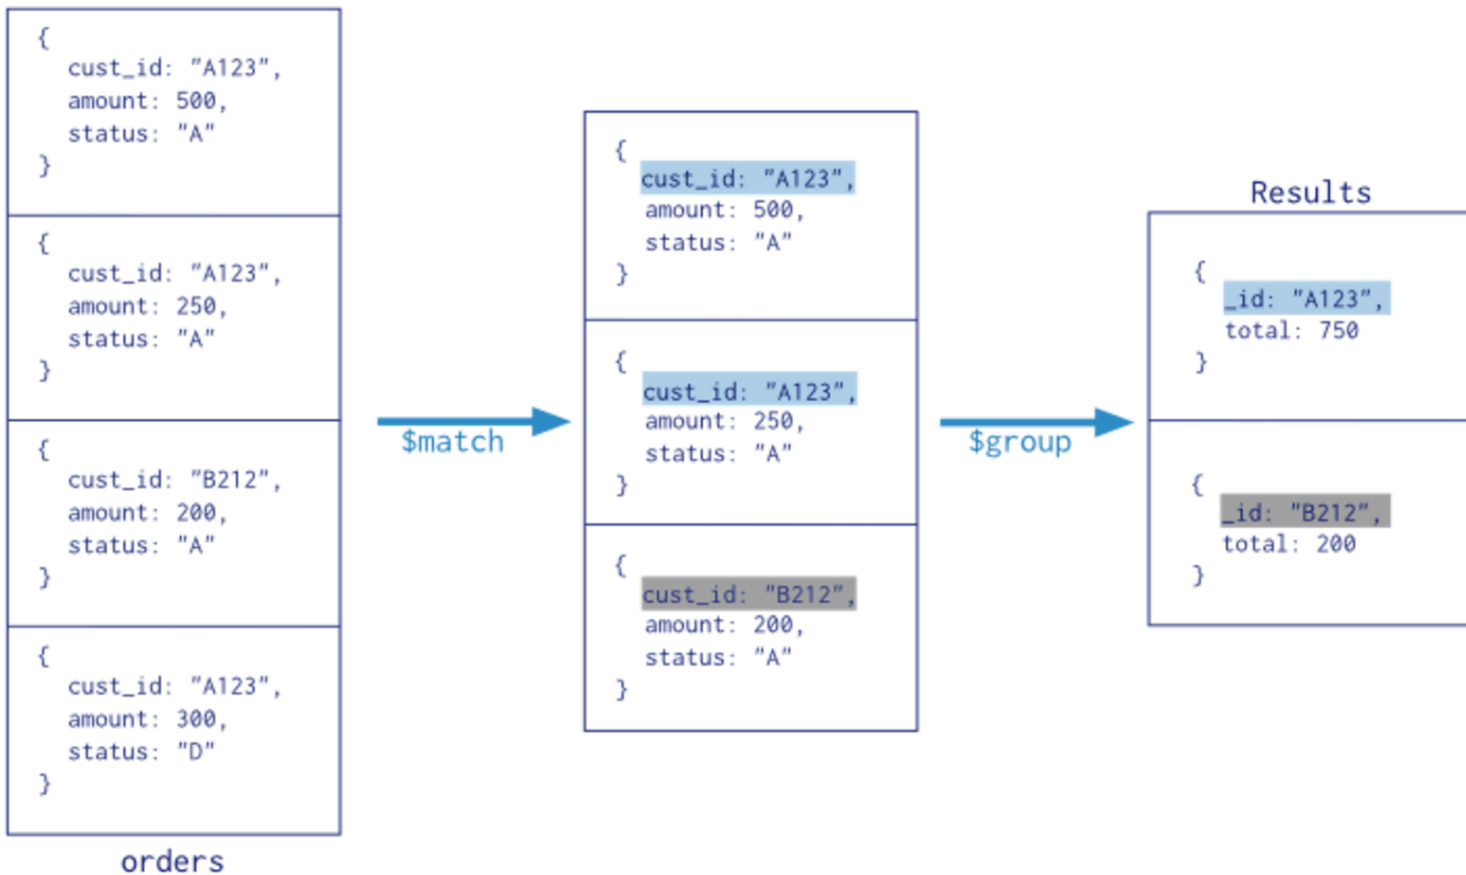 {
cust_id: "A123",
amount: 500,
status: "A"
}
{
cust_id: "A123",
amount: 250,
status: "A"
}
{
cust_id: "B212",
amount: 200,
status: "A"
}
{
cust_id: "A123",
amount: 300,
status: "D"
}
orders
$match
{
cust_id: "A123",
amount: 500,
status: "A"
}
{
cust_id: "A123",
amount: 250,
status: "A"
}
{
cust_id: "B212",
amount: 200,
status: "A"
}
$group
Results
{
_id: "A123",
total: 750
}
{
_id: "B212",
total: 200
}